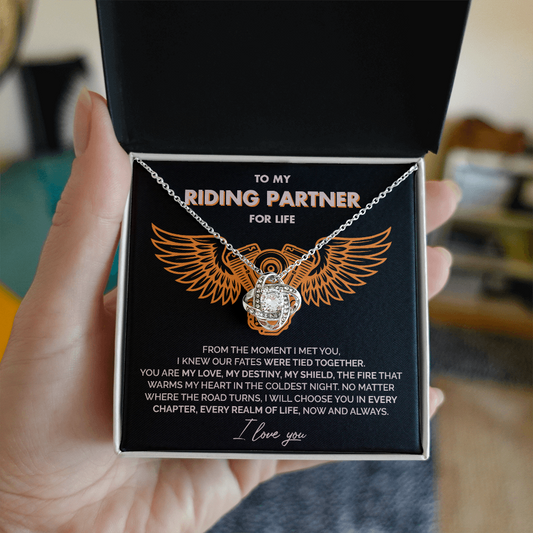 TO MY
RIDING PARTNER
FOR LIFE
FROM THE MOMENT I MET YOU,
I KNEW OUR FATES WERE TIED TOGETHER.
YOU ARE MY LOVE, MY DESTINY, MY SHIELD, THE FIRE THAT
WARMS MY HEART IN THE COLDEST NIGHT. NO MATTER
WHERE THE ROAD TURNS, I WILL CHOOSE YOU IN EVERY
CHAPTER, EVERY REALM OF LIFE, NOW AND ALWAYS.
I love you